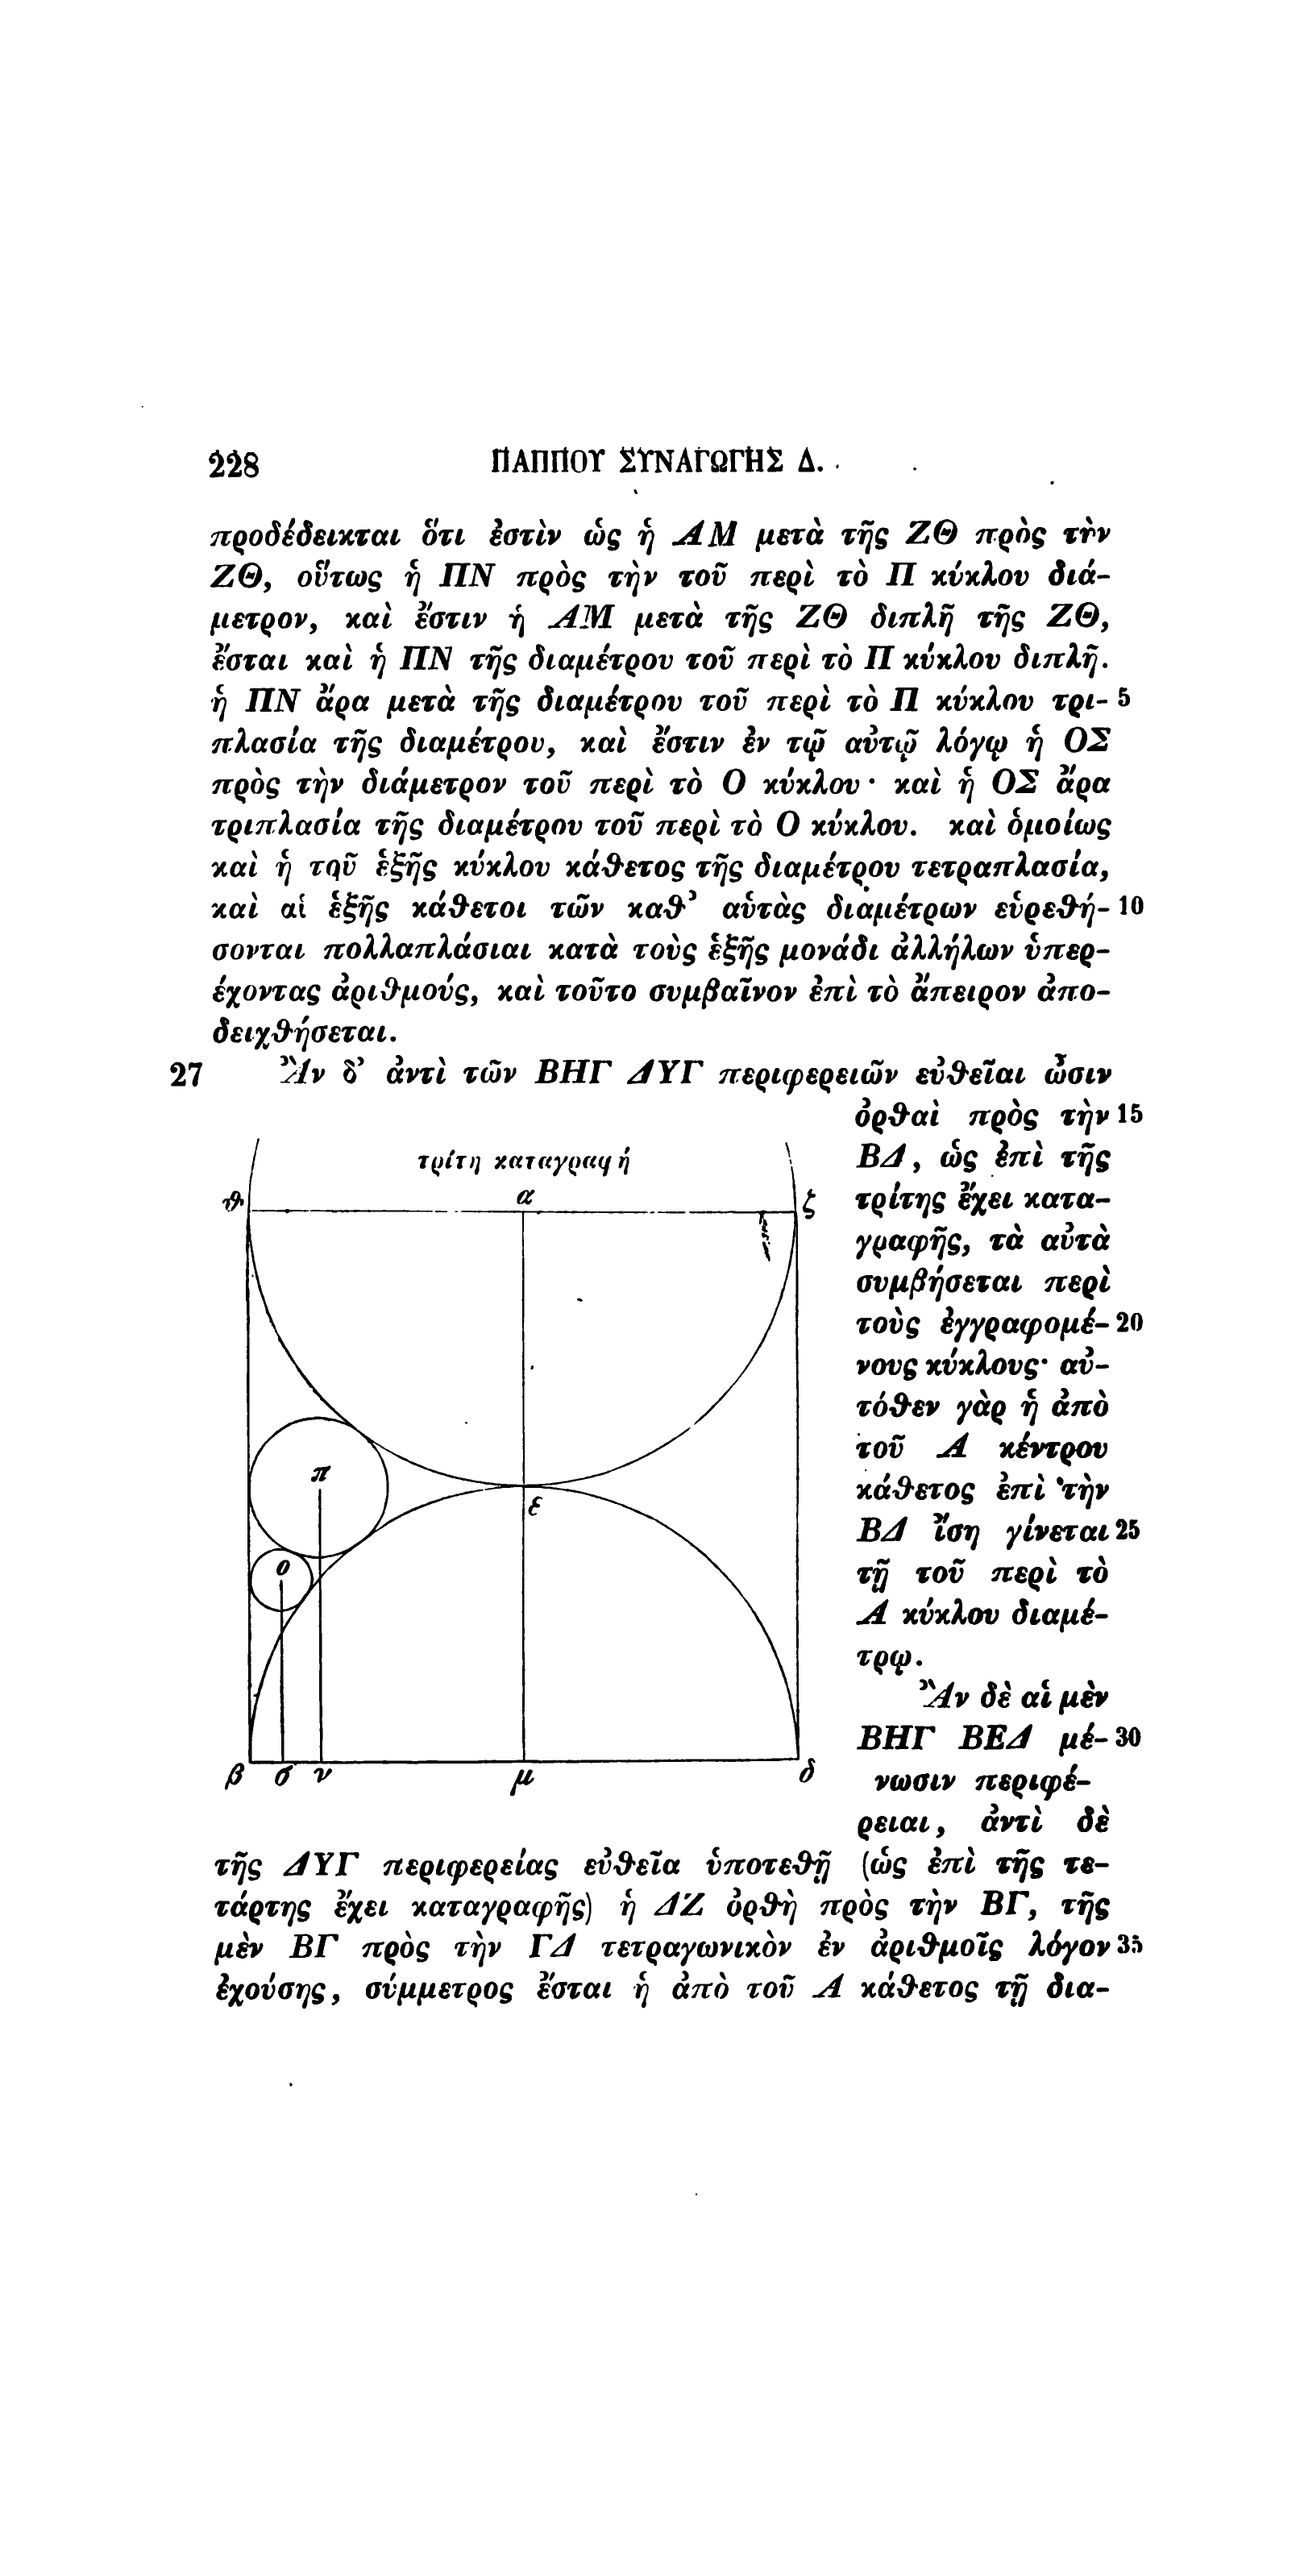 228 ΠΑΠΠΟΥ ΣΥΝΑΓΩΓΗΣ Δ.
προδέδεικται ὅτι ἐστὶν ὡς ἡ ΑΜ μετὰ τῆς ΖΘ πρὸς τὴν
ΖΘ, οὕτως ἡ ΠΝ πρὸς τὴν τοῦ περὶ τὸ Π κύκλου διά-
μετρον, καὶ ἔστιν ἡ ΑΜ μετὰ τῆς ΖΘ διπλῆ τῆς ΖΘ,
ἔσται καὶ ἡ ΠΝ τῆς διαμέτρου τοῦ περὶ τὸ Π κύκλου διπλῆ.
ἡ ΠΝ ἄρα μετὰ τῆς διαμέτρου τοῦ περὶ τὸ Π κύκλου τρι- 5
πλασία τῆς διαμέτρου, καὶ ἔστιν ἐν τῷ αὐτῷ λόγῳ ἡ ΟΣ
πρὸς τὴν διάμετρον τοῦ περὶ τὸ Ο κύκλου· καὶ ἡ ΟΣ ἄρα
τριπλασία τῆς διαμέτρου τοῦ περὶ τὸ Ο κύκλου. καὶ ὁμοίως
καὶ ἡ τοῦ ἑξῆς κύκλου κάθετος τῆς διαμέτρου τετραπλασία,
καὶ αἱ ἑξῆς κάθετοι τῶν καθ’ αὑτὰς διαμέτρων εὑρεθή- 10
σονται πολλαπλάσιαι κατὰ τοὺς ἑξῆς μονάδι ἀλλήλων ὑπερ-
έχοντας ἀριθμούς, καὶ τοῦτο συμβαῖνον ἐπὶ τὸ ἄπειρον ἀπο-
δειχθήσεται.
27 Ἂν δ’ ἀντὶ τῶν ΒΗΓ ΔΥΓ περιφερειῶν εὐθεῖαι ὦσιν
ὀρθαὶ πρὸς τὴν 15
ΒΔ, ὡς ἐπὶ τῆς
τρίτης ἔχει κατα-
γραφῆς, τὰ αὐτὰ
συμβήσεται περὶ
τοὺς ἐγγραφομέ- 20
νους κύκλους· αὐ-
τόθεν γὰρ ἡ ἀπὸ
τοῦ Α κέντρου
κάθετος ἐπὶ τὴν
ΒΔ ἴση γίνεται 25
τῇ τοῦ περὶ τὸ
Α κύκλου διαμέ-
τρῳ.
Ἂν δὲ αἱ μὲν
ΒΗΓ ΒΕΔ μέ- 30
νωσιν περιφέ-
ρειαι, ἀντὶ δὲ
τρίτη καταγραφή
θ α ζ
π
ε
ο
β σ ν μ δ
τῆς ΔΥΓ περιφερείας εὐθεῖα ὑποτεθῇ (ὡς ἐπὶ τῆς τε-
τάρτης ἔχει καταγραφῆς) ἡ ΔΖ ὀρθὴ πρὸς τὴν ΒΓ, τῆς
μὲν ΒΓ πρὸς τὴν ΓΔ τετραγωνικὸν ἐν ἀριθμοῖς λόγον 35
ἐχούσης, σύμμετρος ἔσται ἡ ἀπὸ τοῦ Α κάθετος τῇ δια-